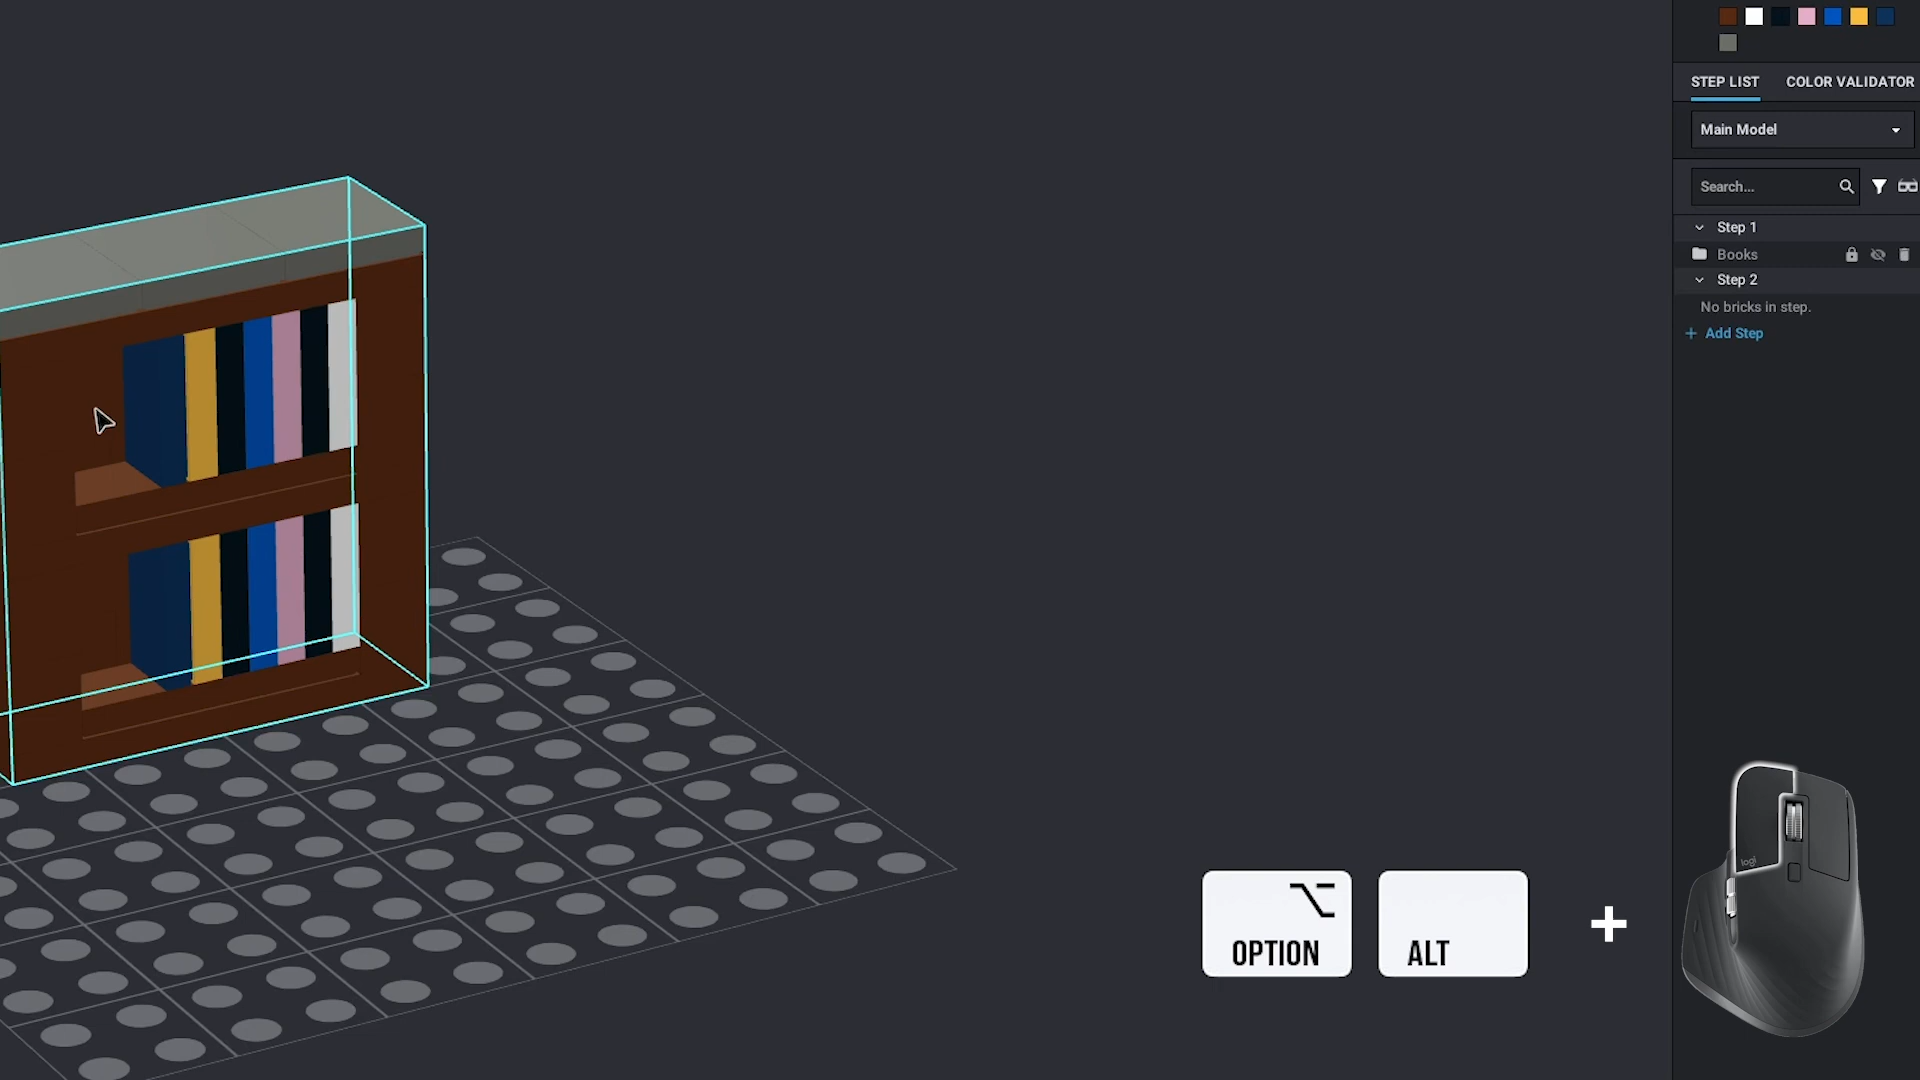 STEP LIST
COLOR VALIDATOR
Main Model
Search...
Step 1
Books
Step 2
No bricks in step.
+ Add Step
OPTION
ALT
+
logi